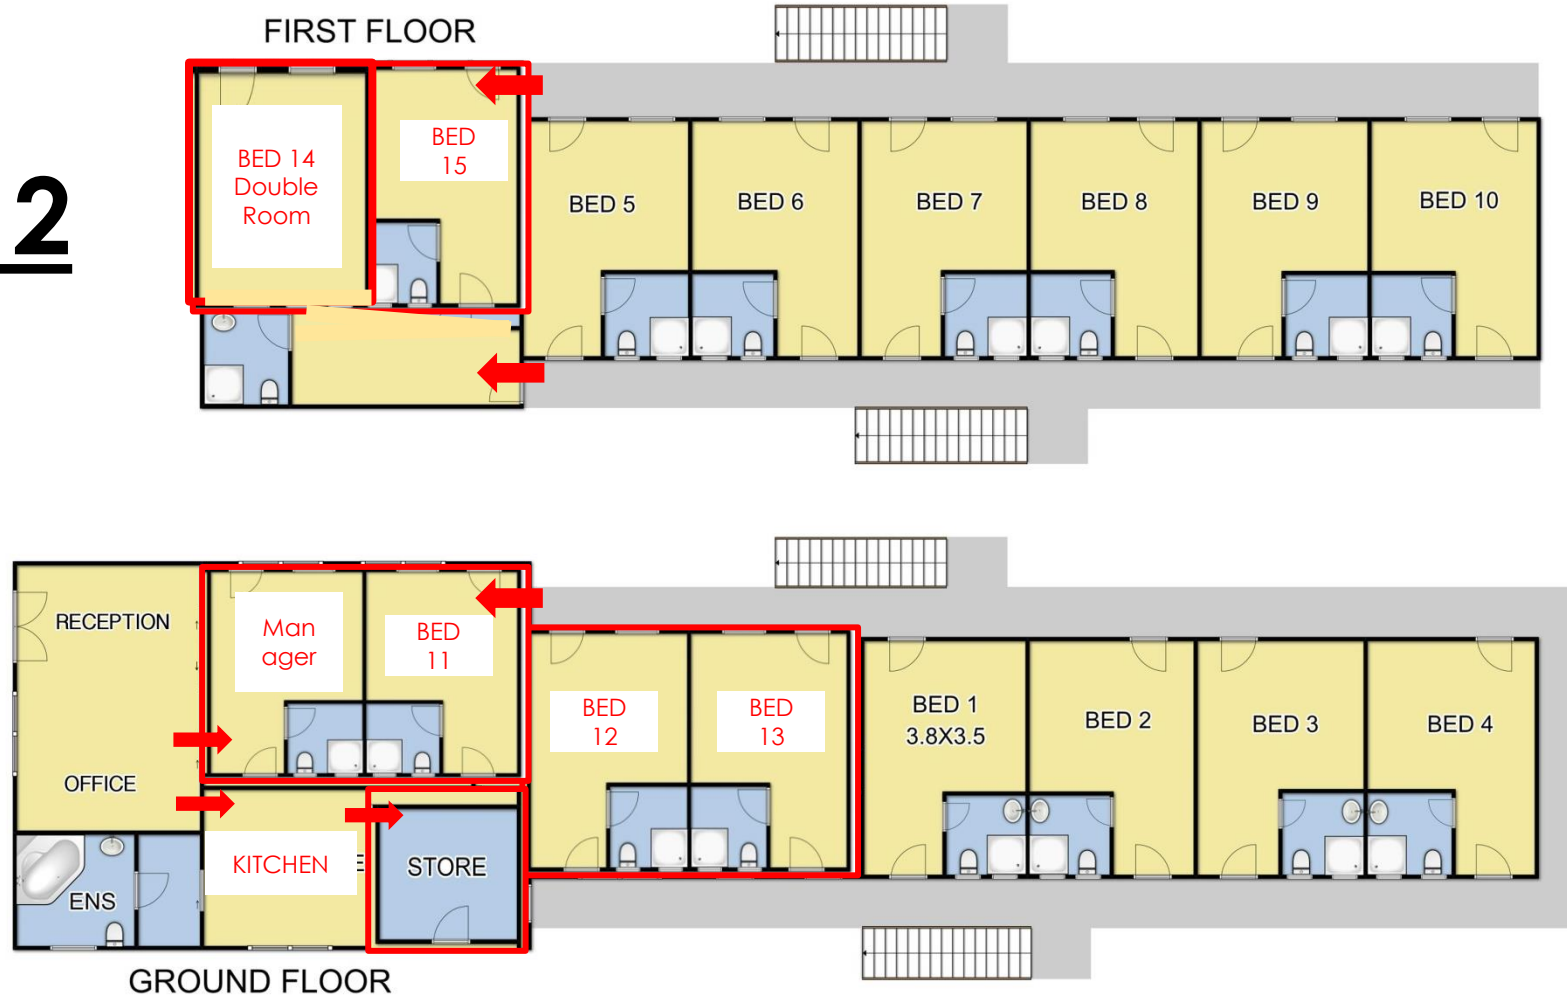 FIRST FLOOR
2
BED 14
Double
Room
BED
15
BED 5
BED 6
BED 7
BED 8
BED 9
BED 10
RECEPTION
Man
ager
BED
11
BED
12
BED
13
BED 1
3.8X3.5
BED 2
BED 3
BED 4
OFFICE
KITCHEN
E
STORE
ENS
GROUND FLOOR